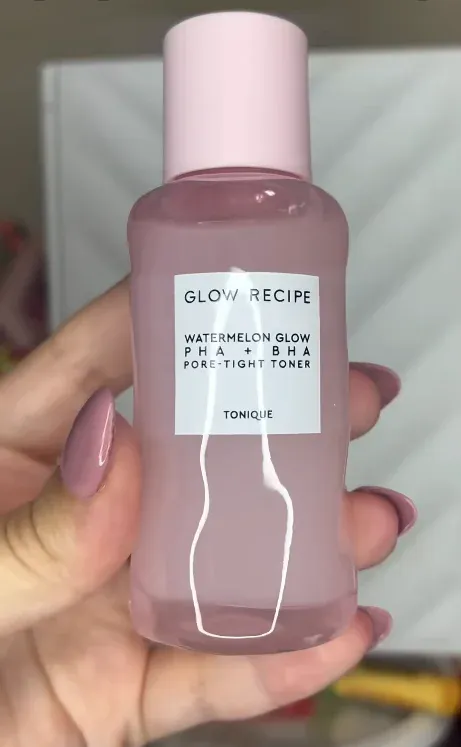 GLOW RECIPE
WATERMELON GLOW
PHA + BHA
PORE-TIGHT TONER
TONIQUE